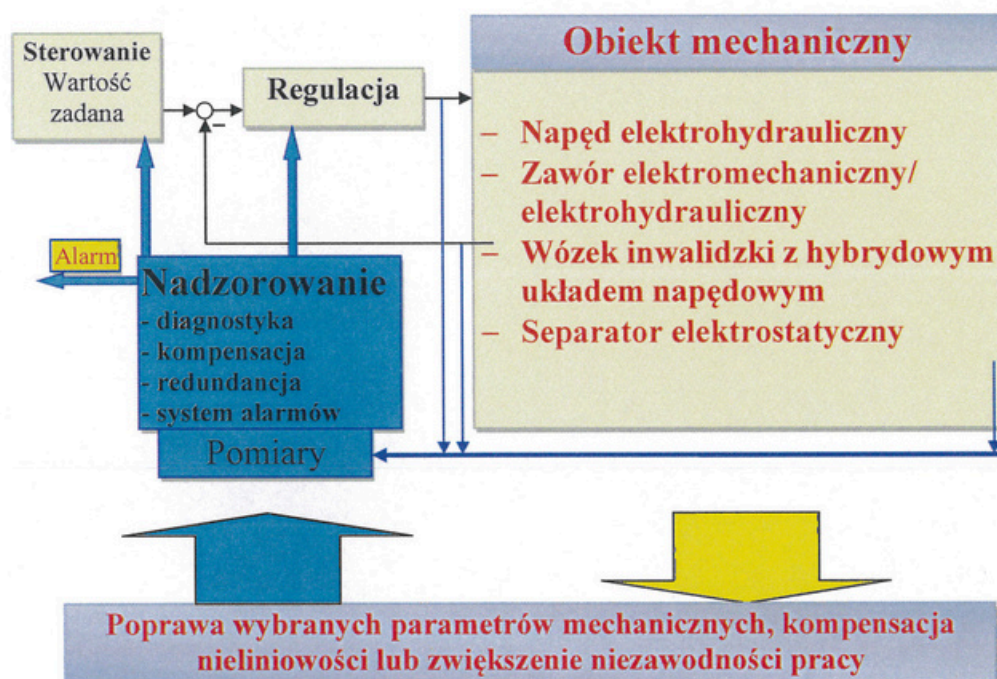 Sterowanie
Wartość
zadana
Regulacja
Obiekt mechaniczny
– Napęd elektrohydrauliczny
– Zawór elektromechaniczny/
elektrohydrauliczny
– Wózek inwalidzki z hybrydowym
układem napędowym
– Separator elektrostatyczny
Alarm
Nadzorowanie
- diagnostyka
- kompensacja
- redundancja
- system alarmów
Pomiary
Poprawa wybranych parametrów mechanicznych, kompensacja
nieliniowości lub zwiększenie niezawodności pracy